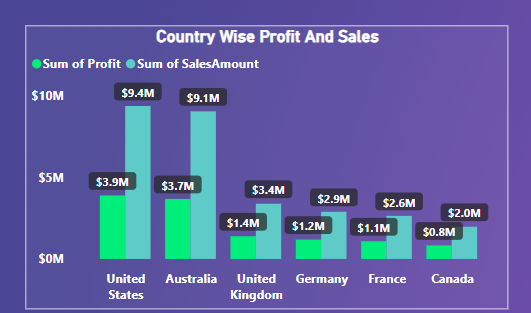 Country Wise Profit And Sales
Sum of Profit Sum of SalesAmount
$10M
$5M
$0M
$9.4M
$9.1M
$3.9M
$3.7M
$3.4M
$1.4M
$2.9M
$1.2M
$2.6M
$1.1M
$2.0M
$0.8M
United States
Australia
United Kingdom
Germany
France
Canada